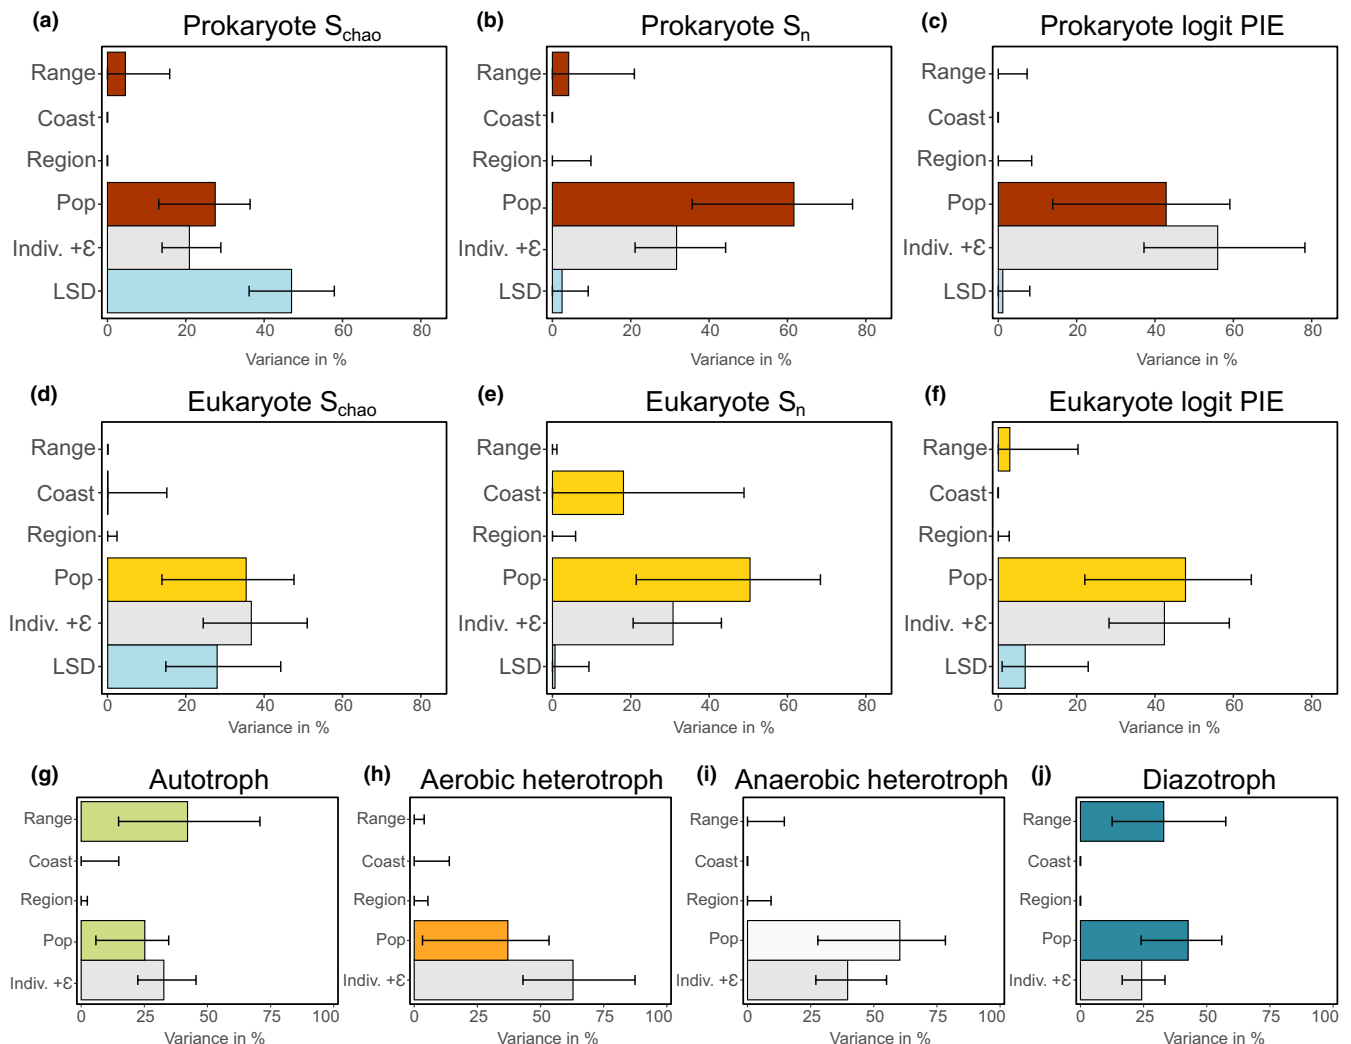 (a) Prokaryote Schao
Range
Coast
Region
Pop
Indiv. +Ɛ
LSD
0 20 40 60 80
Variance in %
(b) Prokaryote Sn
Range
Coast
Region
Pop
Indiv. +Ɛ
LSD
0 20 40 60 80
Variance in %
(c) Prokaryote logit PIE
Range
Coast
Region
Pop
Indiv. +Ɛ
LSD
0 20 40 60 80
Variance in %
(d) Eukaryote Schao
Range
Coast
Region
Pop
Indiv. +Ɛ
LSD
0 20 40 60 80
Variance in %
(e) Eukaryote Sn
Range
Coast
Region
Pop
Indiv. +Ɛ
LSD
0 20 40 60 80
Variance in %
(f) Eukaryote logit PIE
Range
Coast
Region
Pop
Indiv. +Ɛ
LSD
0 20 40 60 80
Variance in %
(g) Autotroph
Range
Coast
Region
Pop
Indiv. +Ɛ
0 25 50 75 100
Variance in %
(h) Aerobic heterotroph
Range
Coast
Region
Pop
Indiv. +Ɛ
0 25 50 75 100
Variance in %
(i) Anaerobic heterotroph
Range
Coast
Region
Pop
Indiv. +Ɛ
0 25 50 75 100
Variance in %
(j) Diazotroph
Range
Coast
Region
Pop
Indiv. +Ɛ
0 25 50 75 100
Variance in %